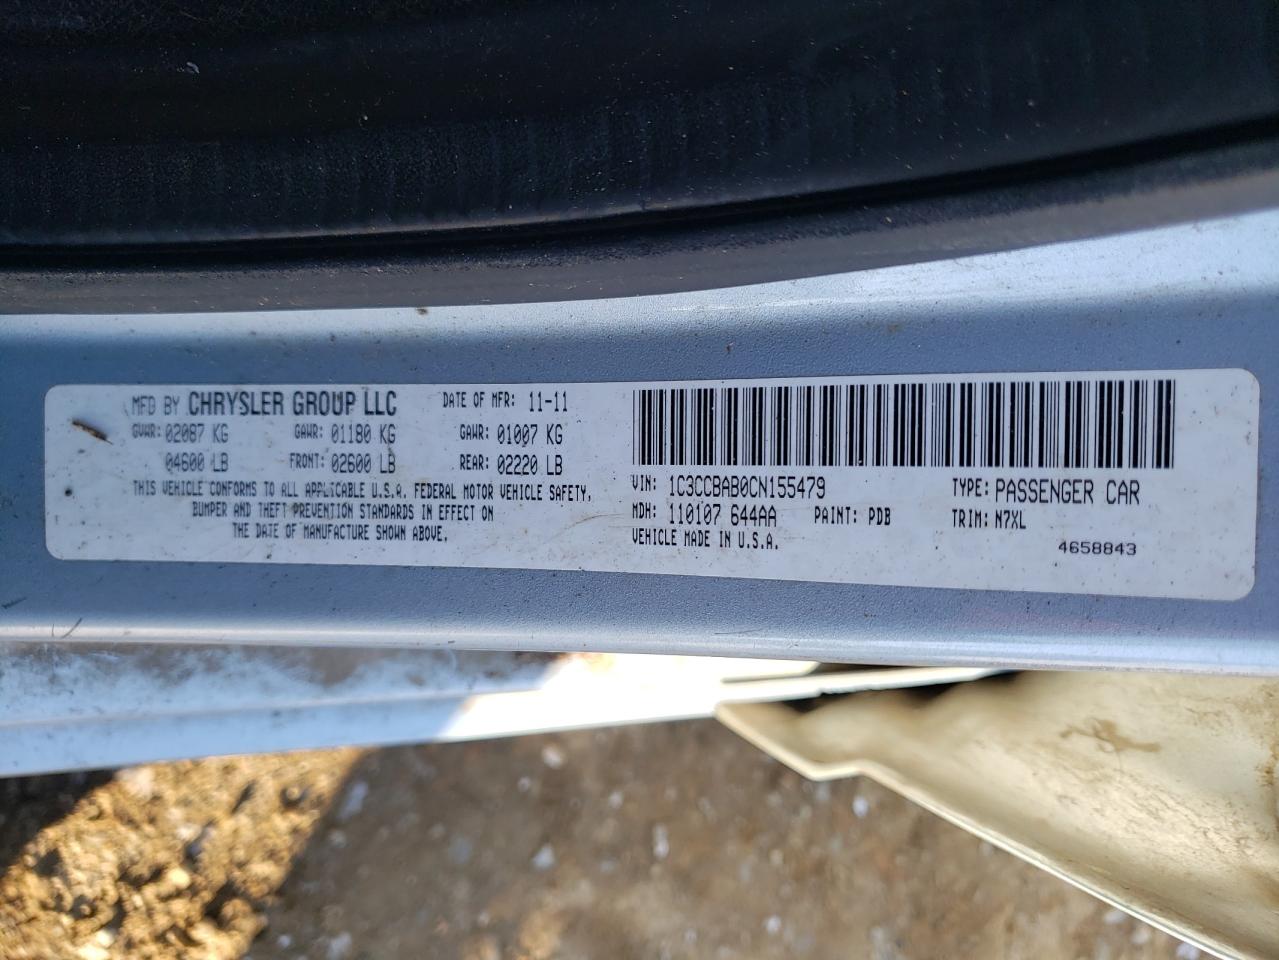 MFD BY CHRYSLER GROUP LLC DATE OF MFR: 11-11
GVWR: 02087 KG GAWR: 01180 KG GAWR: 01007 KG
04600 LB FRONT: 02600 LB REAR: 02220 LB
THIS VEHICLE CONFORMS TO ALL APPLICABLE U.S.A. FEDERAL MOTOR VEHICLE SAFETY,
BUMPER AND THEFT PREVENTION STANDARDS IN EFFECT ON
THE DATE OF MANUFACTURE SHOWN ABOVE.
VIN: 1C3CCBAB0CN155479 TYPE: PASSENGER CAR
MDH: 110107 644AA PAINT: PDB TRIM: N7XL
VEHICLE MADE IN U.S.A. 4658843